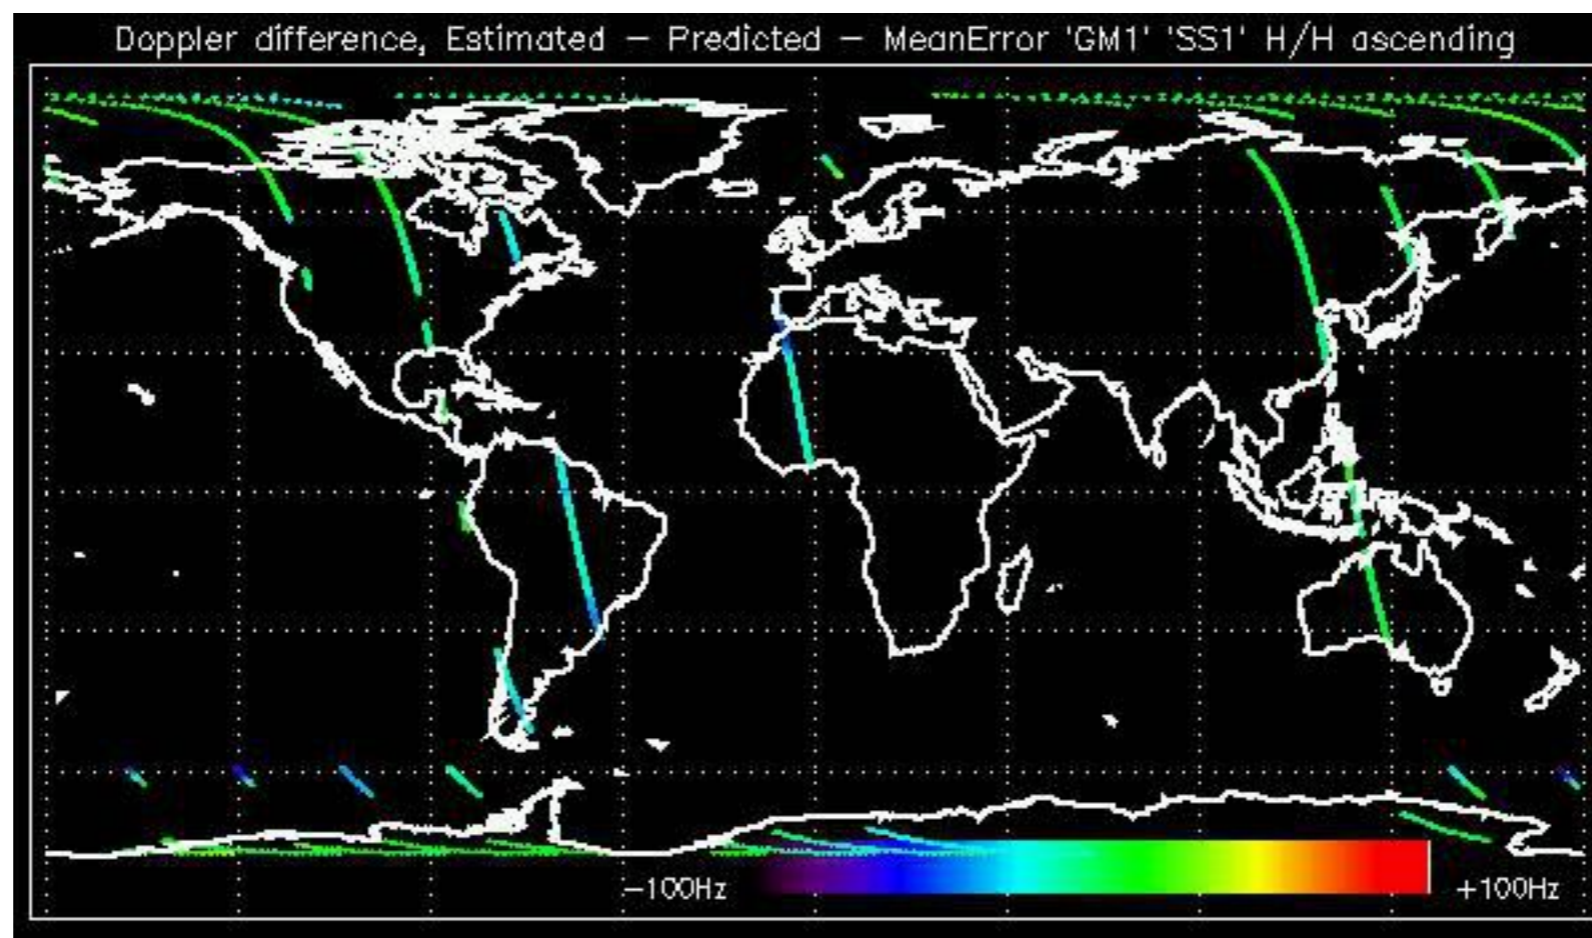 Doppler difference, Estimated – Predicted – MeanError 'GM1' 'SS1' H/H ascending
–100Hz
+100Hz